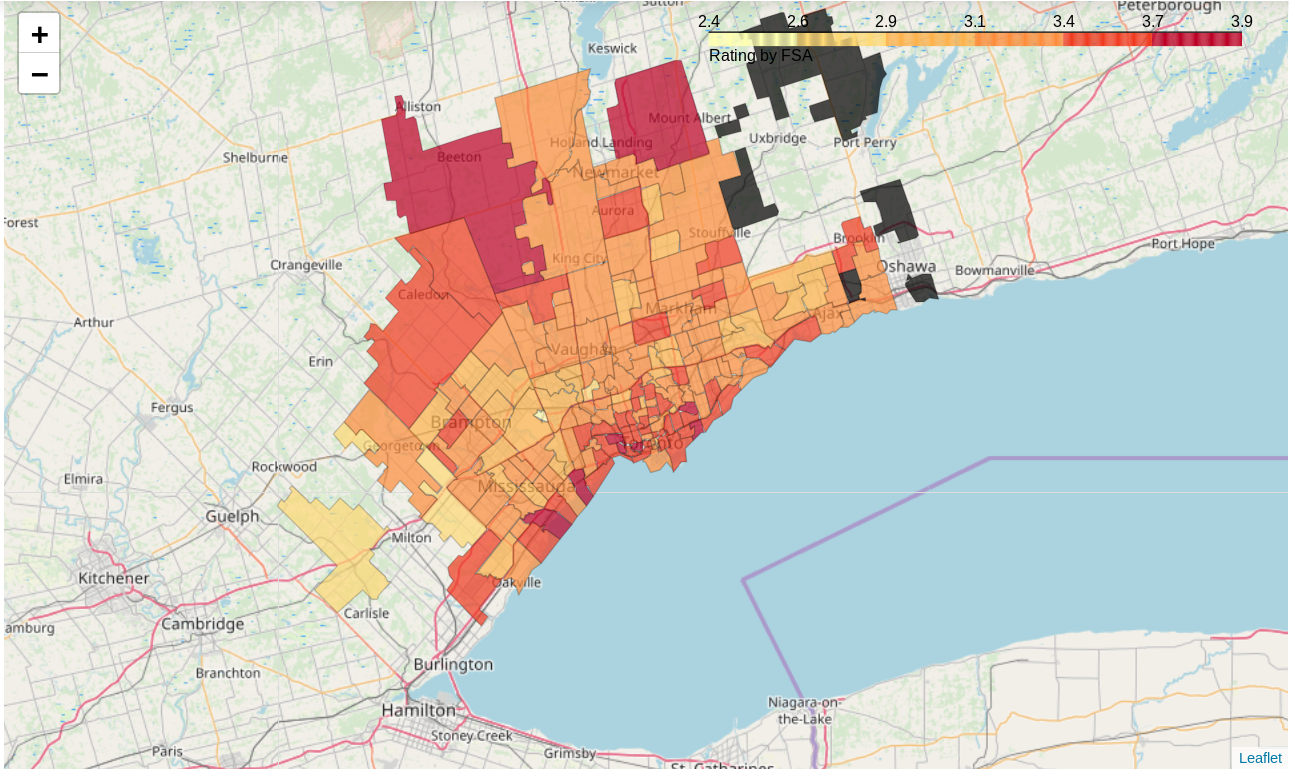 Sutton
Peterborough
+
2.4 2.6 2.9 3.1 3.4 3.7 3.9
Keswick
Rating by FSA
−
Alliston
Mount Albert
Holland Landing
Uxbridge
Port Perry
Shelburne
Beeton
Newmarket
Aurora
Forest
Stouffville
Brooklin
Port Hope
King City
Orangeville
Oshawa
Bowmanville
Caledon
Markham
Ajax
Arthur
Vaughan
Erin
Fergus
Brampton
Georgetown
Toronto
Rockwood
Elmira
Mississauga
Guelph
Milton
Kitchener
Oakville
Carlisle
Cambridge
amburg
Burlington
Branchton
Niagara-on-
the-Lake
Hamilton
Stoney Creek
Paris
Grimsby
St. Catharines
Leaflet